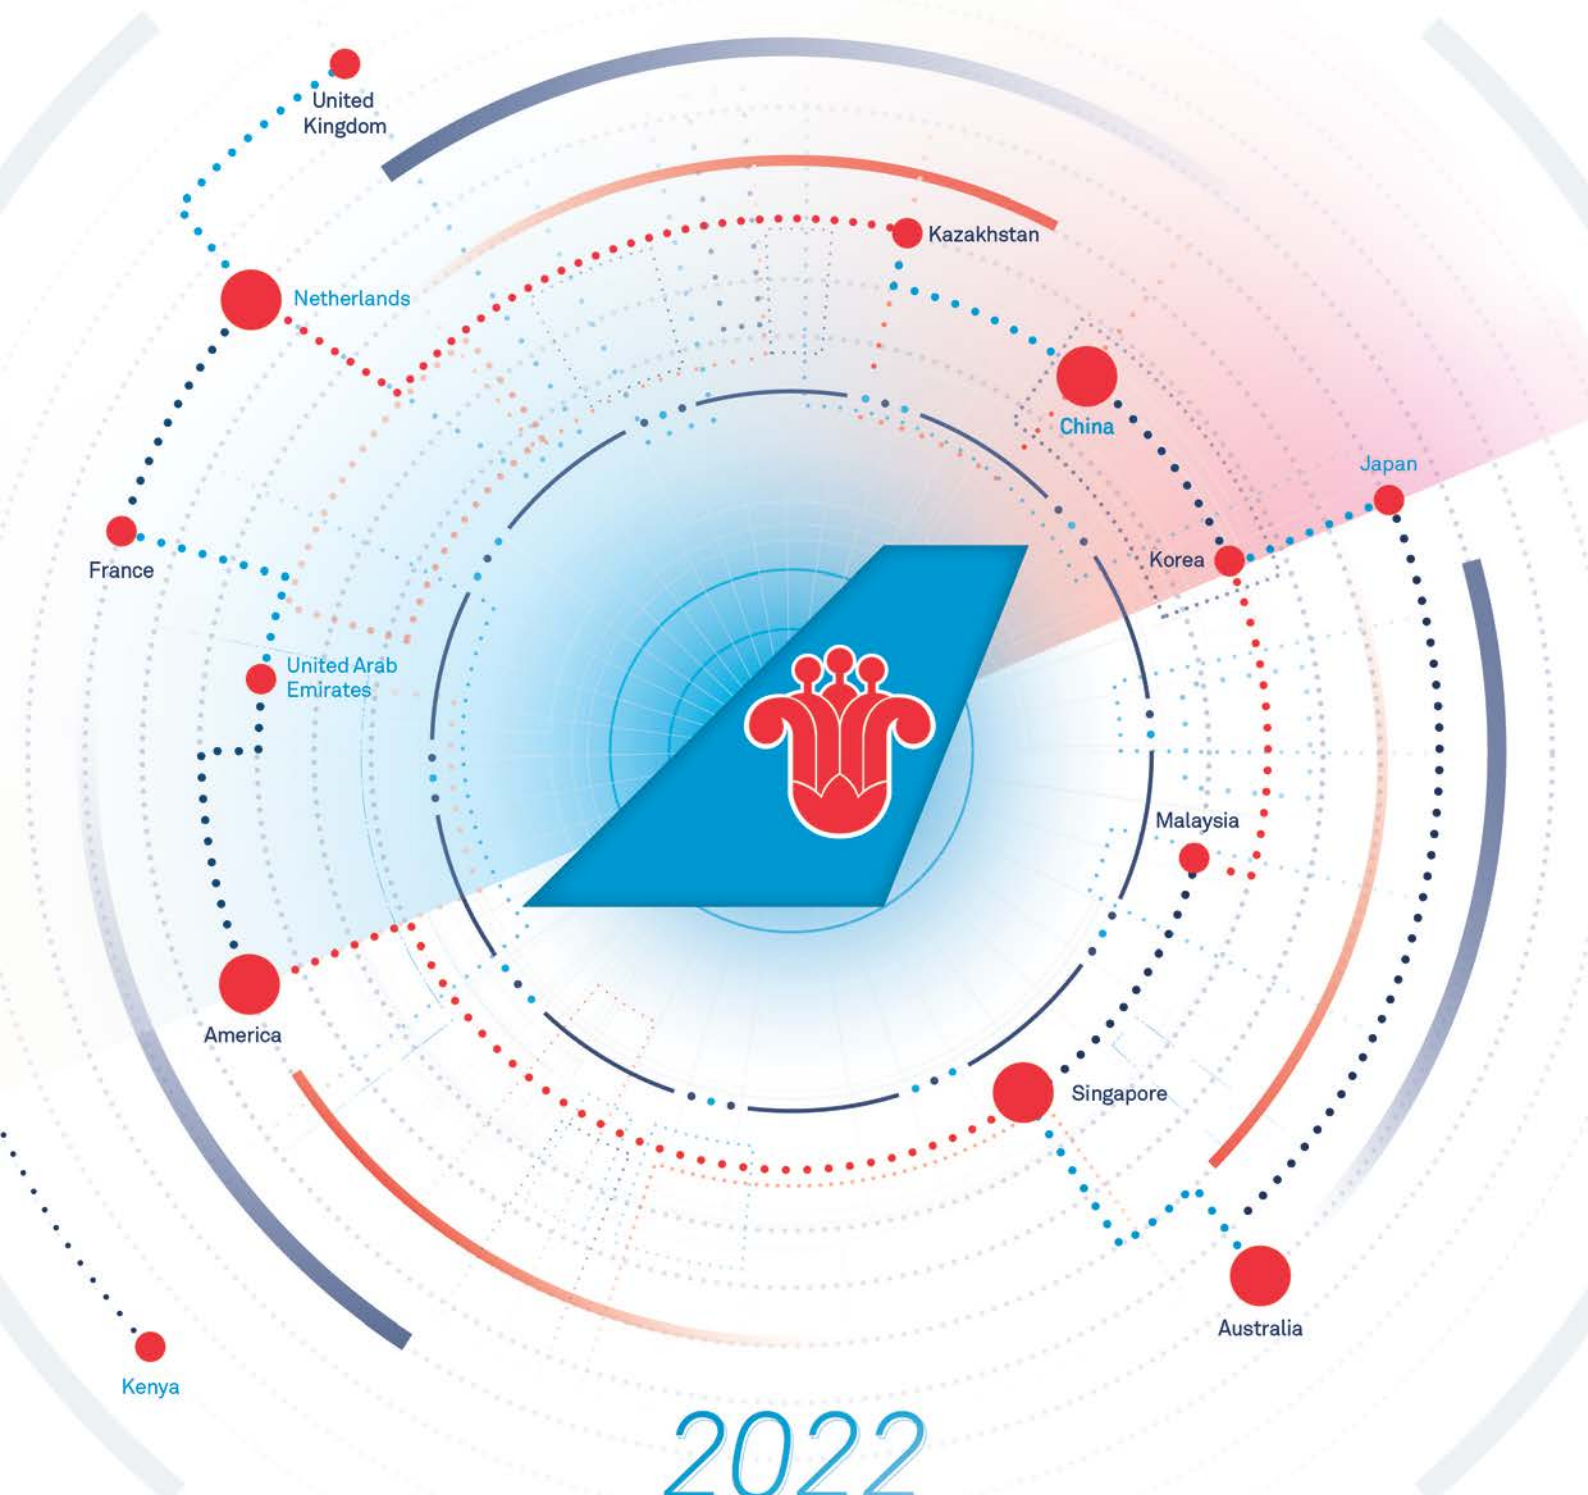 United
Kingdom
Kazakhstan
Netherlands
China
Japan
Korea
France
United Arab
Emirates
Malaysia
America
Singapore
Australia
Kenya
2022